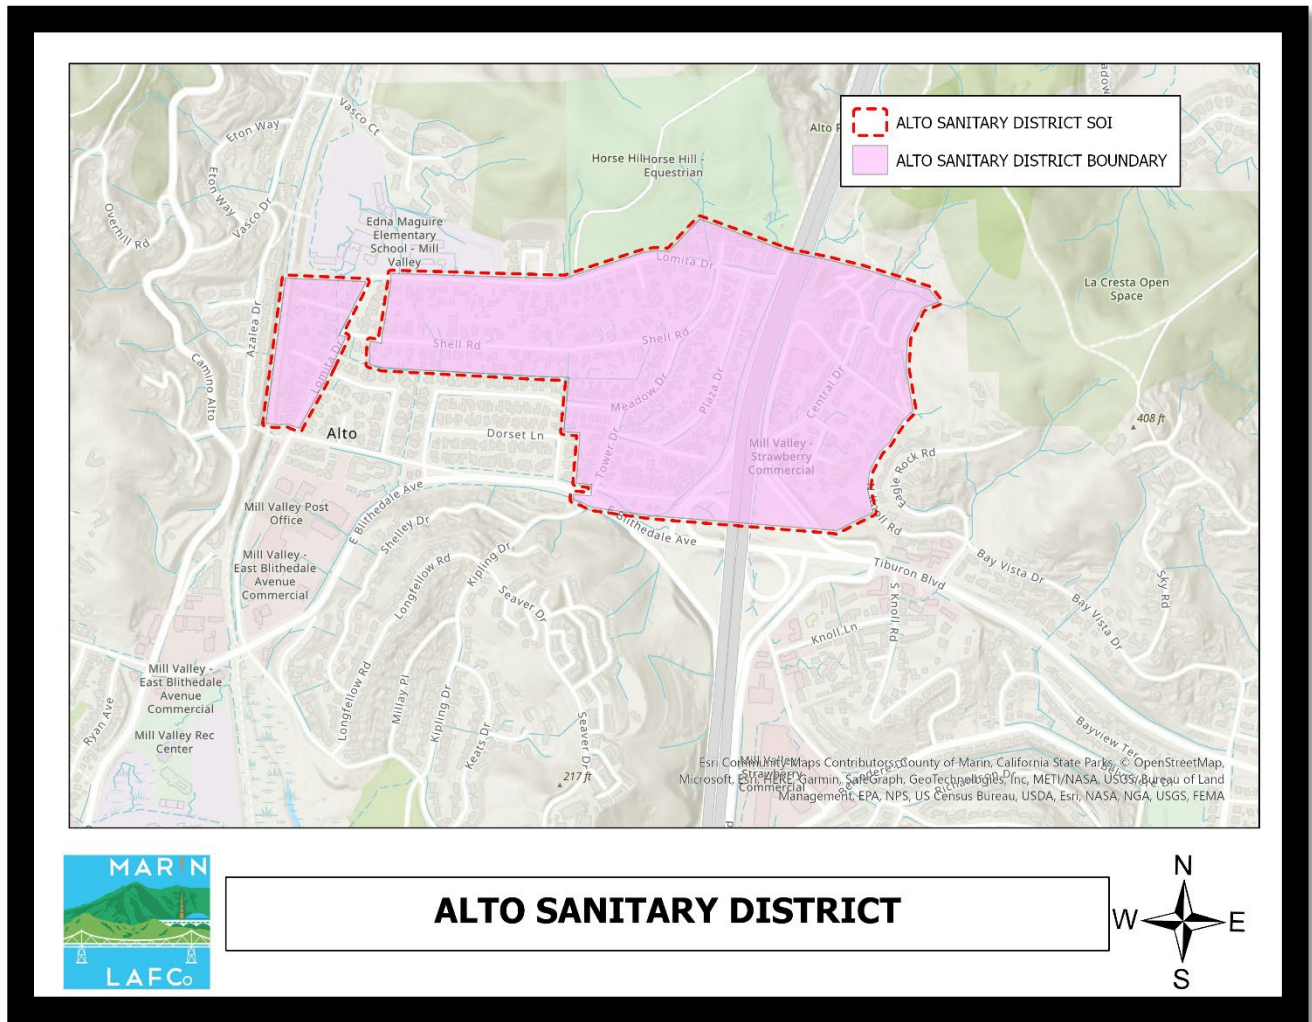 ALTO SANITARY DISTRICT SOI
ALTO SANITARY DISTRICT BOUNDARY
Vasco Ct
Eton Way
Eton Way
Vasco Dr
Overhill Rd
Horse Hill
Horse Hill -
Equestrian
Edna Maguire
Elementary
School - Mill
Valley
Lomita Dr
La Cresta Open
Space
Azalea Dr
Camino Alto
Lomita Dr
Shell Rd
Shell Rd
Meadow Dr
Plaza Dr
Central Dr
Tower Dr
408 ft
Alto
Dorset Ln
Mill Valley -
Strawberry
Commercial
Eagle Rock Rd
Mill Valley Post
Office
E Blithedale Ave
Shelley Dr
E Blithedale Ave
Mill Valley -
East Blithedale
Avenue
Commercial
Longfellow Rd
Kipling Dr
Seaver Dr
Tiburon Blvd
Bay Vista Dr
Bay Vista Dr
Sky Rd
S Knoll Rd
Knoll Ln
Mill Valley -
East Blithedale
Avenue
Commercial
Ryan Ave
Mill Valley Rec
Center
Longfellow Rd
Millay Pl
Kipling Dr
Keats Dr
Seaver Dr
217 ft
Richardson Dr
Mill Valley -
Strawberry
Commercial
Esri Community Maps Contributors, County of Marin, California State Parks, © OpenStreetMap,
Microsoft, Esri, HERE, Garmin, SafeGraph, GeoTechnologies, Inc, METI/NASA, USGS, Bureau of Land
Management, EPA, NPS, US Census Bureau, USDA, Esri, NASA, NGA, USGS, FEMA
MARIN
LAFCo
ALTO SANITARY DISTRICT
N
W
E
S